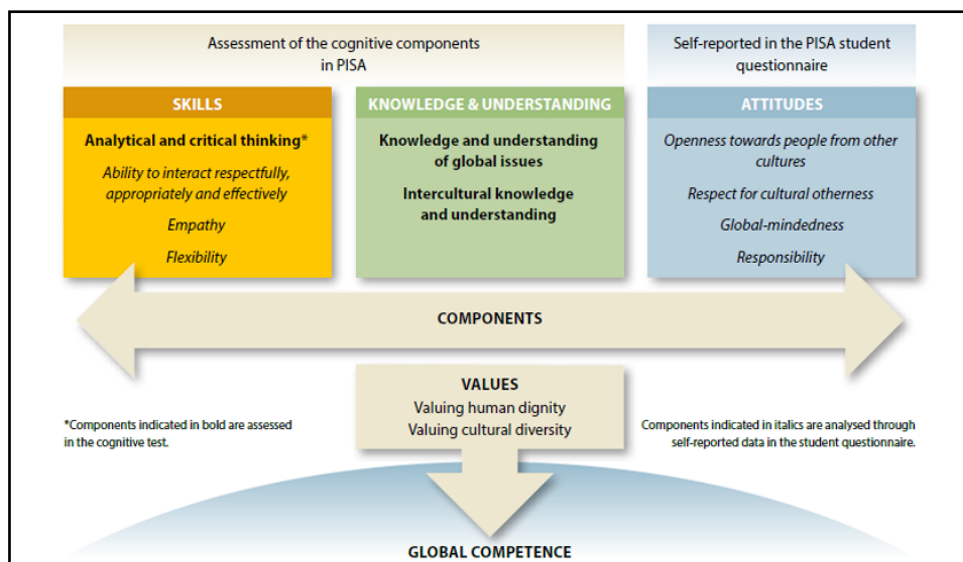 Assessment of the cognitive components
in PISA
Self-reported in the PISA student
questionnaire
SKILLS
Analytical and critical thinking*
Ability to interact respectfully,
appropriately and effectively
Empathy
Flexibility
KNOWLEDGE & UNDERSTANDING
Knowledge and understanding
of global issues
Intercultural knowledge
and understanding
ATTITUDES
Openness towards people from other
cultures
Respect for cultural otherness
Global-mindedness
Responsibility
COMPONENTS
VALUES
Valuing human dignity
Valuing cultural diversity
*Components indicated in bold are assessed
in the cognitive test.
Components indicated in italics are analysed through
self-reported data in the student questionnaire.
GLOBAL COMPETENCE